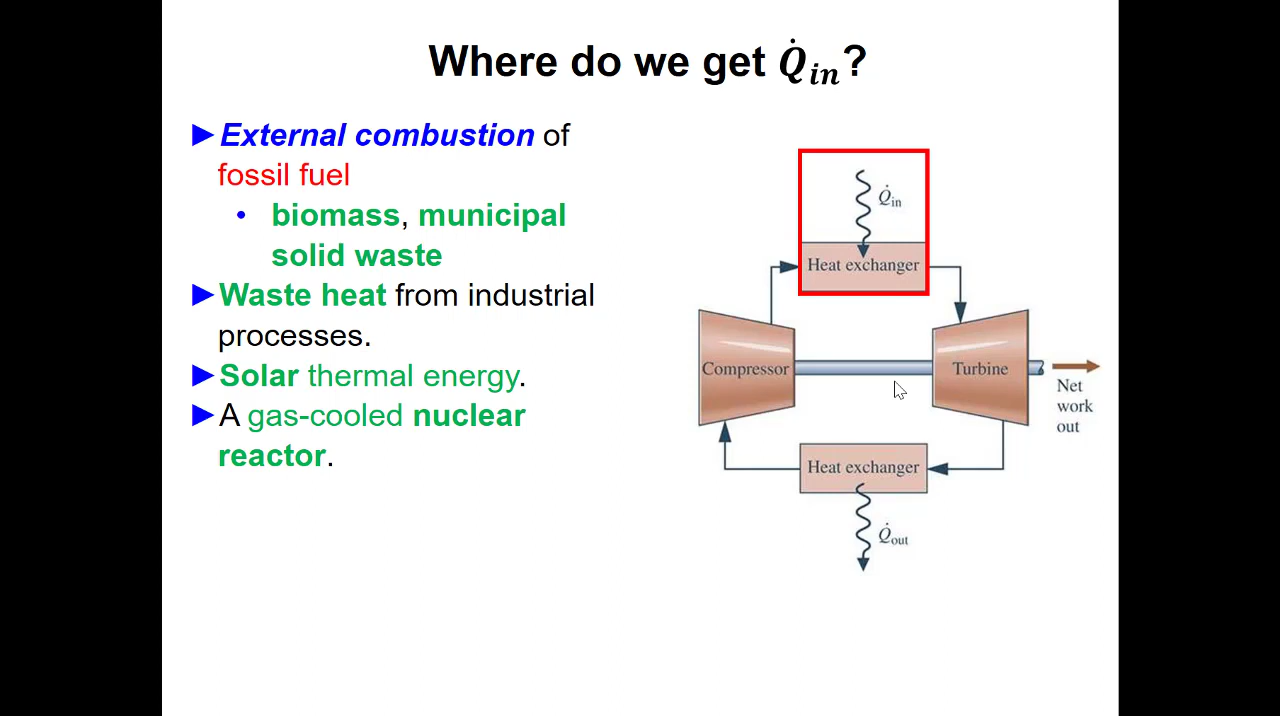 Where do we get Q̇in?
►External combustion of
fossil fuel
• biomass, municipal
solid waste
►Waste heat from industrial
processes.
►Solar thermal energy.
►A gas-cooled nuclear
reactor.
Q̇in
Heat exchanger
Compressor
Turbine
Net
work
out
Heat exchanger
Q̇out